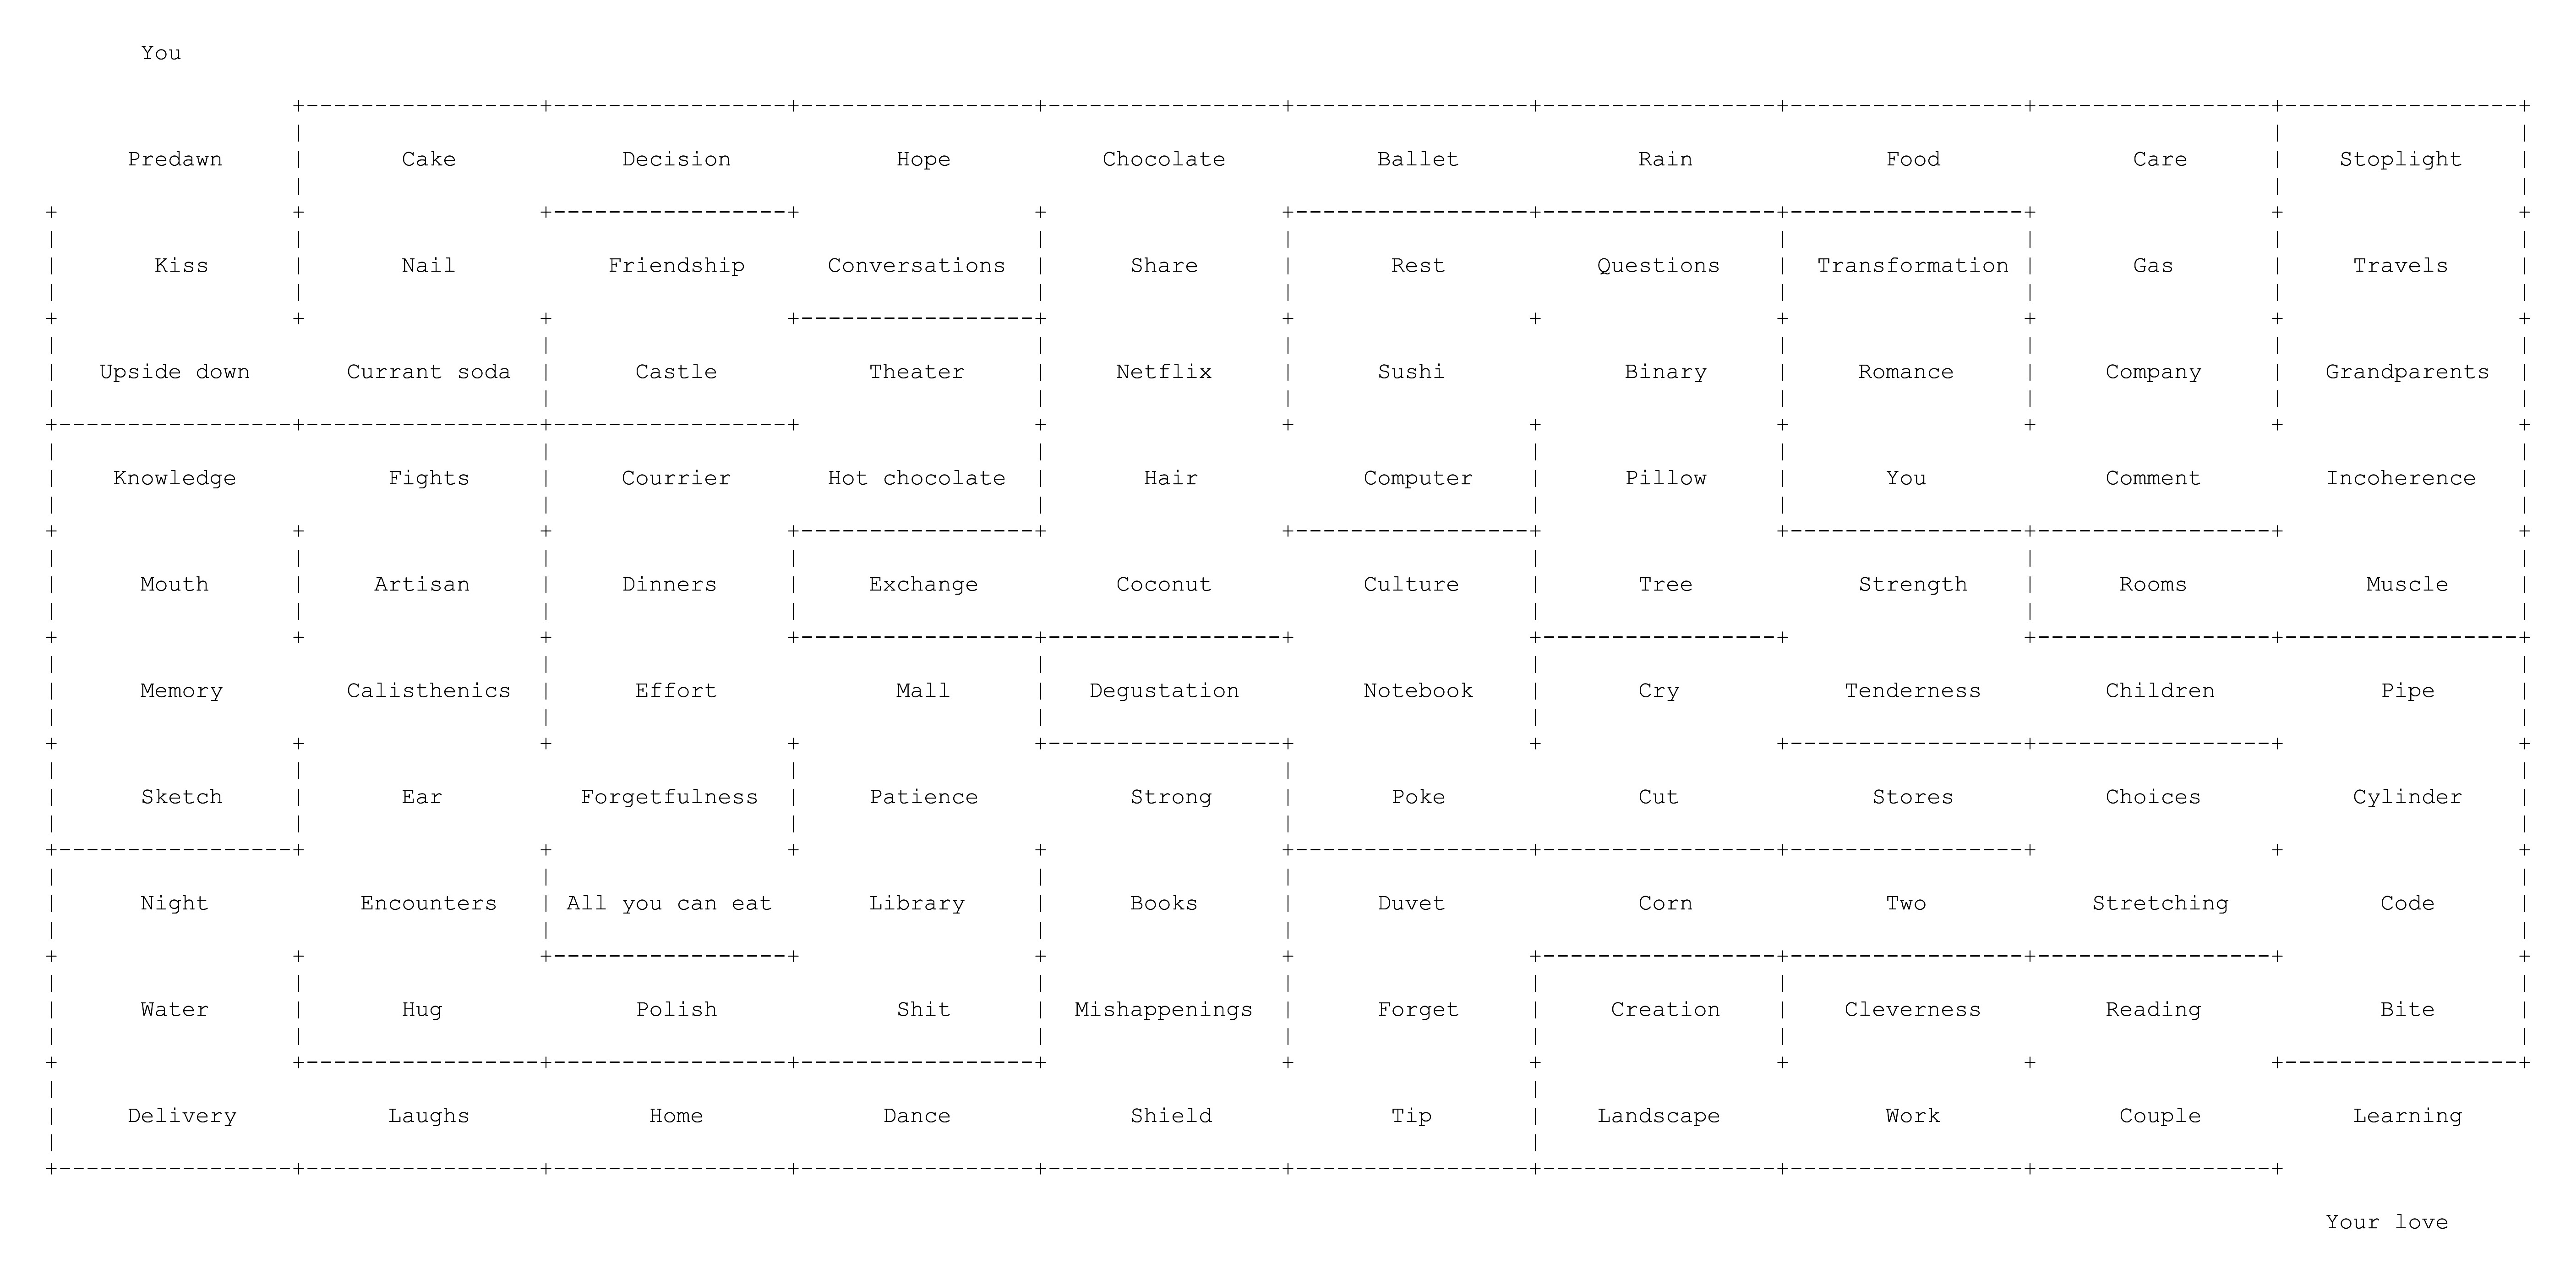 You
Predawn Cake Decision Hope Chocolate Ballet Rain Food Care Stoplight
Kiss Nail Friendship Conversations Share Rest Questions Transformation Gas Travels
Upside down Currant soda Castle Theater Netflix Sushi Binary Romance Company Grandparents
Knowledge Fights Courrier Hot chocolate Hair Computer Pillow You Comment Incoherence
Mouth Artisan Dinners Exchange Coconut Culture Tree Strength Rooms Muscle
Memory Calisthenics Effort Mall Degustation Notebook Cry Tenderness Children Pipe
Sketch Ear Forgetfulness Patience Strong Poke Cut Stores Choices Cylinder
Night Encounters All you can eat Library Books Duvet Corn Two Stretching Code
Water Hug Polish Shit Mishappenings Forget Creation Cleverness Reading Bite
Delivery Laughs Home Dance Shield Tip Landscape Work Couple Learning
Your love